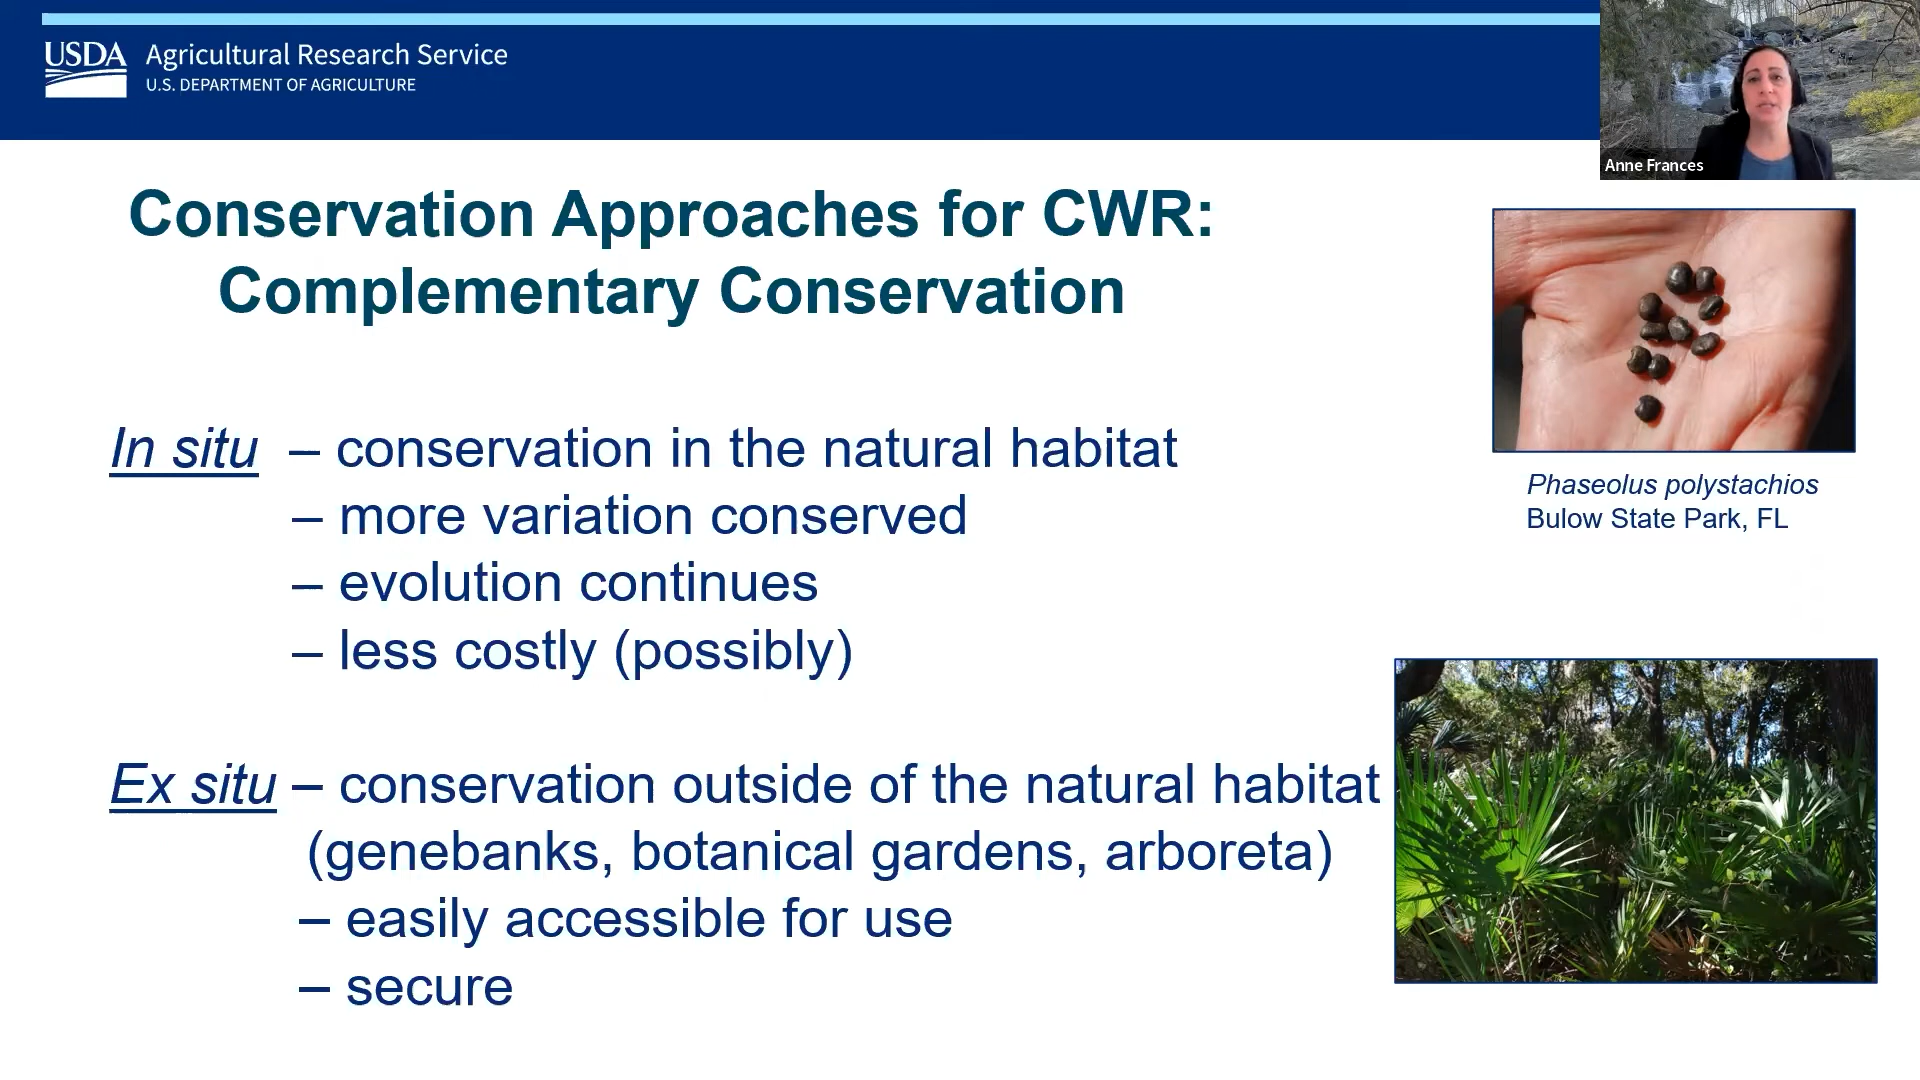 USDA
Agricultural Research Service
U.S. DEPARTMENT OF AGRICULTURE
Anne Frances
Conservation Approaches for CWR:
Complementary Conservation
In situ – conservation in the natural habitat
– more variation conserved
– evolution continues
– less costly (possibly)
Phaseolus polystachios
Bulow State Park, FL
Ex situ – conservation outside of the natural habitat
(genebanks, botanical gardens, arboreta)
– easily accessible for use
– secure